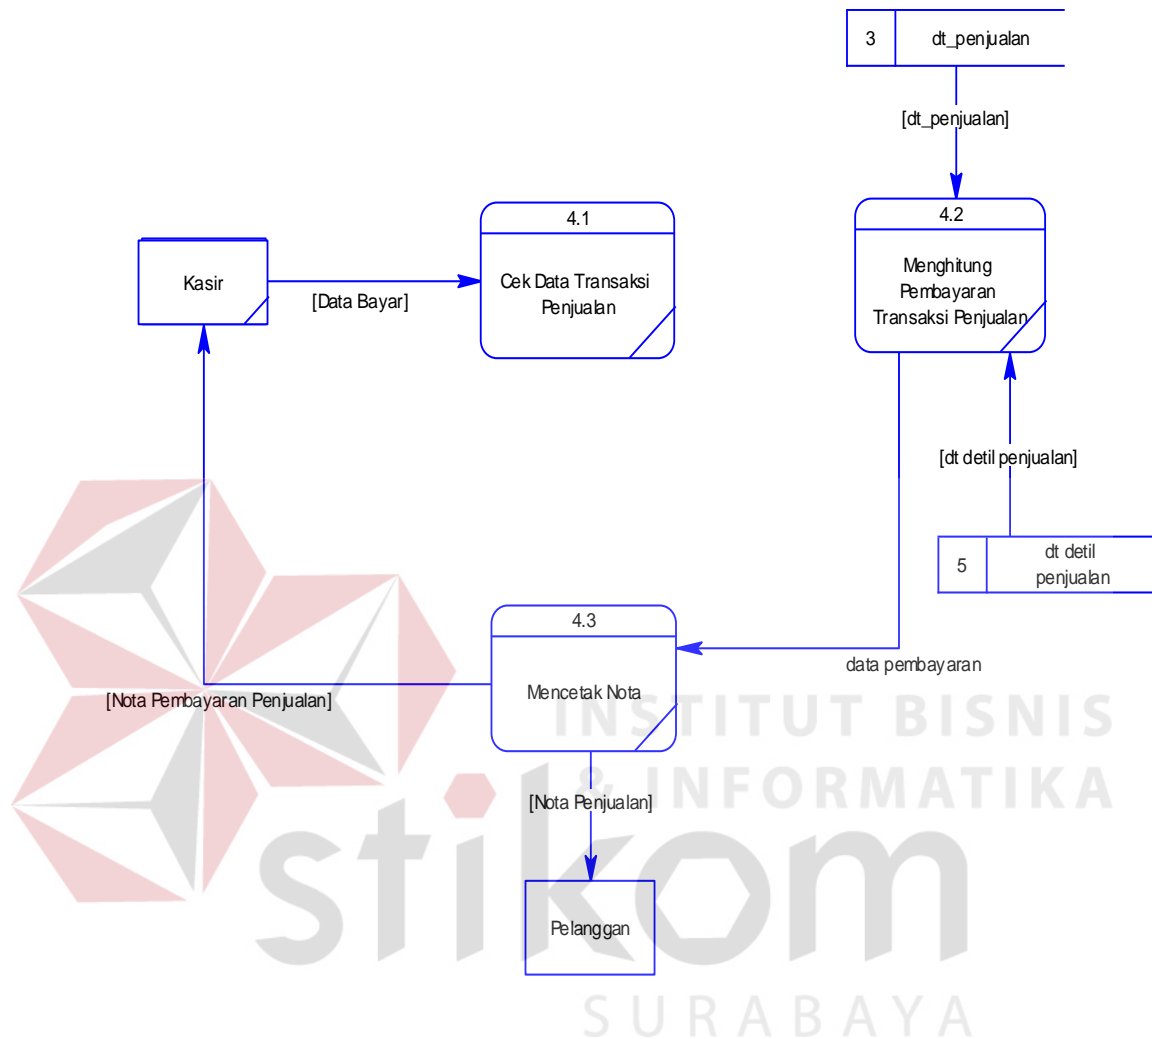 3
dt_penjualan
[dt_penjualan]
4.1
Cek Data Transaksi
Penjualan
4.2
Menghitung
Pembayaran
Transaksi Penjualan
Kasir
[Data Bayar]
[dt detil penjualan]
5
dt detil
penjualan
4.3
Mencetak Nota
data pembayaran
[Nota Pembayaran Penjualan]
INSTITUT BISNIS
& INFORMATIKA
[Nota Penjualan]
stikom
Pelanggan
SURABAYA